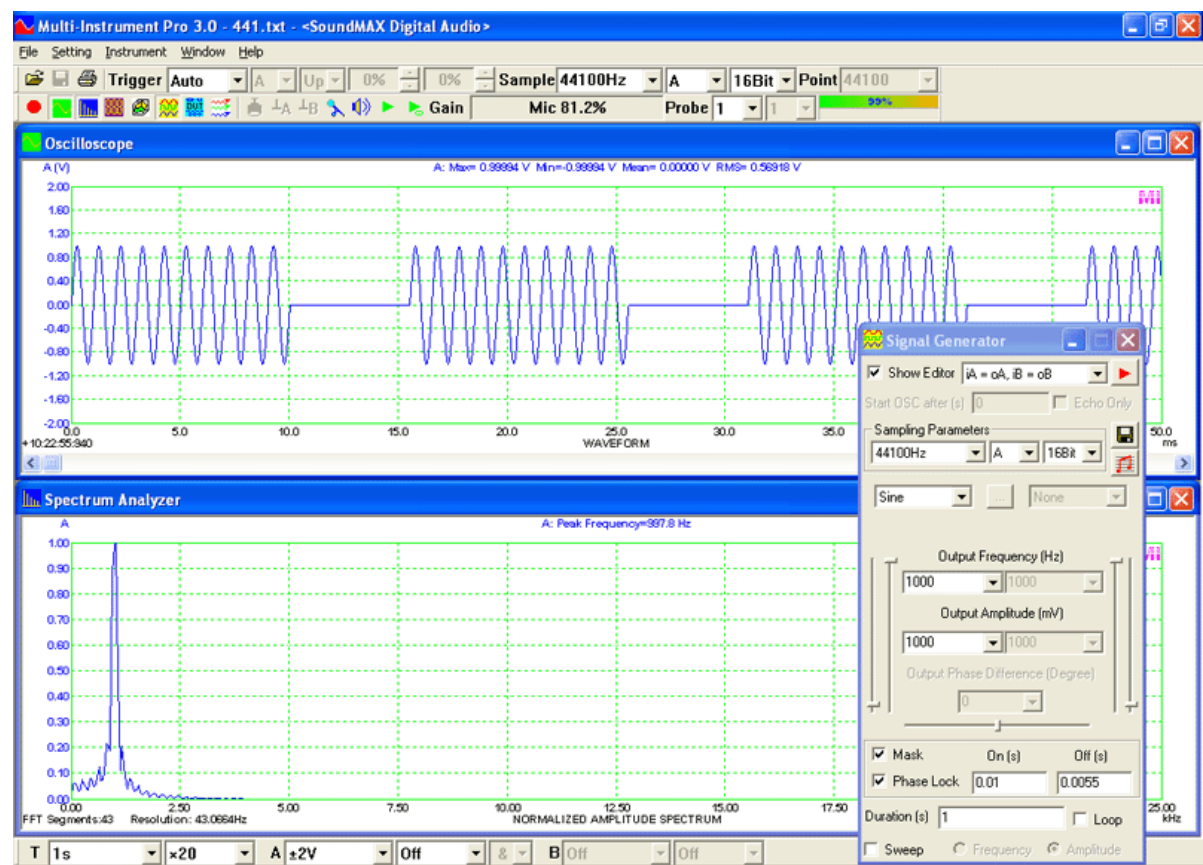 Multi-Instrument Pro 3.0 - 441.txt - <SoundMAX Digital Audio>
File Setting Instrument Window Help
Trigger Auto A Up 0% 0% Sample 44100Hz A 16Bit Point 44100
A B Gain Mic 81.2% Probe 1 1 99%
Oscilloscope
A (V) A: Max= 0.99994 V Min=-0.99994 V Mean= 0.00000 V RMS= 0.56918 V
2.00
MI
1.60
1.20
0.80
0.40
0.00
-0.40
-0.80
-1.20
-1.60
-2.00
0.0 5.0 10.0 15.0 20.0 25.0 30.0 35.0 50.0
+10:22:55:940 WAVEFORM ms
Signal Generator
Show Editor iA = oA, iB = oB
Start OSC after (s) 0 Echo Only
Sampling Parameters
44100Hz A 16Bit
Sine ... None
Output Frequency (Hz)
1000 1000
Output Amplitude (mV)
1000 1000
Output Phase Difference (Degree)
0
Mask On (s) Off (s)
Phase Lock 0.01 0.0055
Duration (s) 1 Loop
Sweep Frequency Amplitude
Spectrum Analyzer
A A: Peak Frequency=997.8 Hz
1.00
0.90
0.80
0.70
0.60
0.50
0.40
0.30
0.20
0.10
0.00
0.00 2.50 5.00 7.50 10.00 12.50 15.00 17.50 25.00
FFT Segments:43 Resolution: 43.0664Hz NORMALIZED AMPLITUDE SPECTRUM kHz
T 1s ×20 A ±2V Off & B Off Off